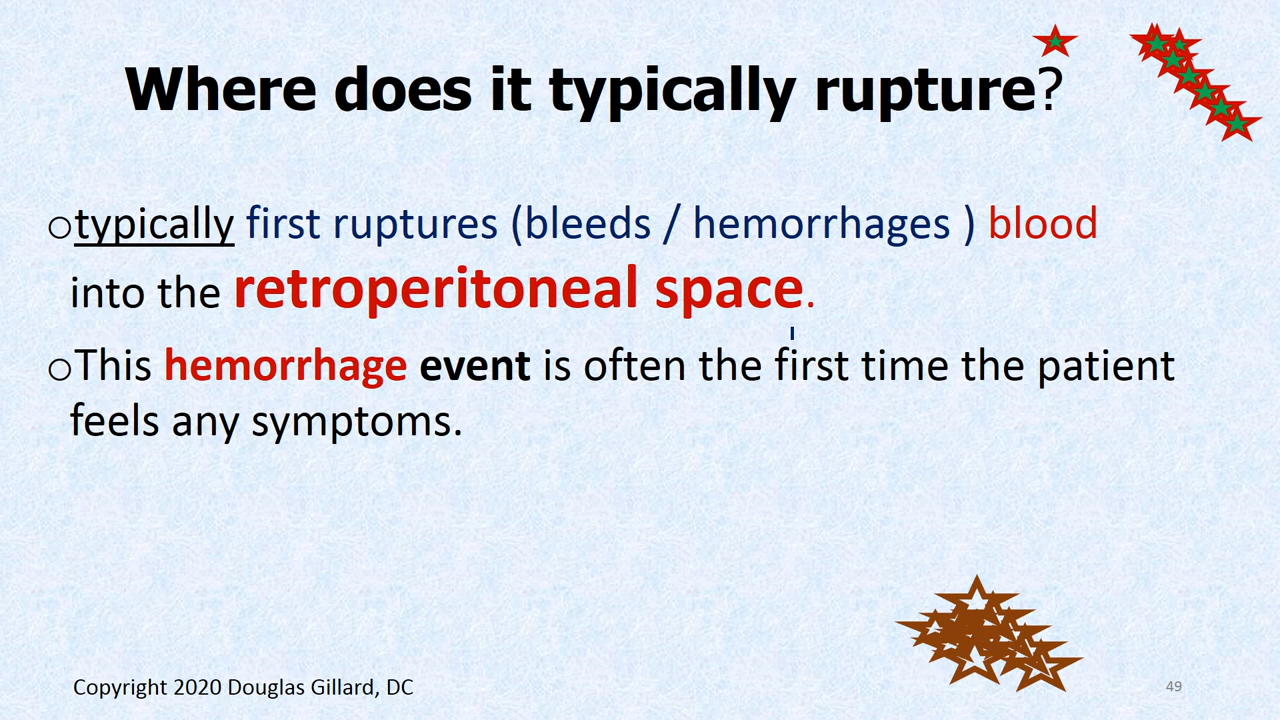 Where does it typically rupture?
○typically first ruptures (bleeds / hemorrhages ) blood
into the retroperitoneal space.
○This hemorrhage event is often the first time the patient
feels any symptoms.
Copyright 2020 Douglas Gillard, DC
49